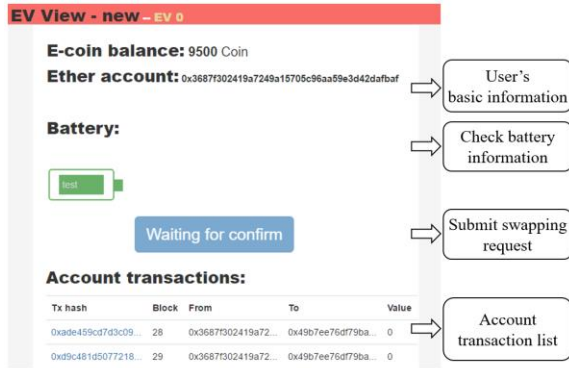 EV View - new – EV 0
E-coin balance: 9500 Coin
Ether account: 0x3687f302419a7249a15705c96aa59e3d42dafbaf
User's
basic information
Battery:
Check battery
information
test
Waiting for confirm
Submit swapping
request
Account transactions:
Tx hash Block From To Value
0xade459cd7d3c09... 28 0x3687f302419a72... 0x49b7ee76df79ba... 0
0xd9c481d5077218... 29 0x3687f302419a72... 0x49b7ee76df79ba... 0
Account
transaction list